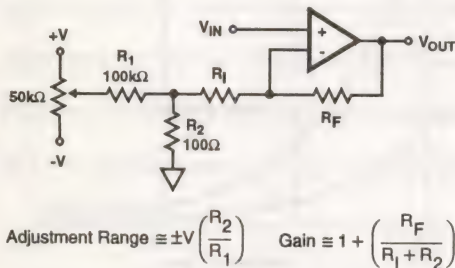 +V
50kΩ
-V
R1
100kΩ
R2
100Ω
RI
VIN
+
-
VOUT
RF
Adjustment Range ≅ ±V (R2/R1)
Gain ≅ 1 + (RF/(RI + R2))